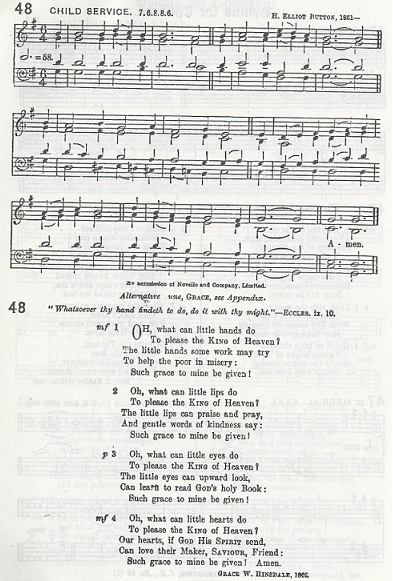 48 CHILD SERVICE. 7.6.8.8.6. H. ELLIOT BUTTON, 1861—
= 58.
A - men.
By permission of Novello and Company, Limited.
Alternative Tune, GRACE, see Appendix.
48 "Whatsoever thy hand findeth to do, do it with thy might."—ECCLES. ix. 10.
mf 1 OH, what can little hands do
To please the KING of Heaven?
The little hands some work may try
To help the poor in misery:
Such grace to mine be given!
2 Oh, what can little lips do
To please the KING of Heaven?
The little lips can praise and pray,
And gentle words of kindness say:
Such grace to mine be given!
p 3 Oh, what can little eyes do
To please the KING of Heaven?
The little eyes can upward look,
Can learn to read GOD's holy Book:
Such grace to mine be given!
mf 4 Oh, what can little hearts do
To please the KING of Heaven?
Our hearts, if GOD His SPIRIT send,
Can love their Maker, SAVIOUR, Friend:
Such grace to mine be given! Amen.
GRACE W. HINSDALE, 1862.